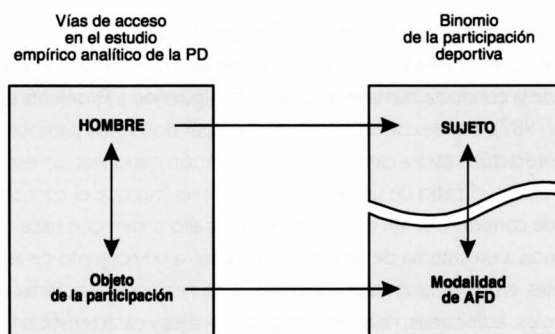 Vías de acceso
en el estudio
empírico analítico de la PD
Binomio
de la participación
deportiva
HOMBRE
SUJETO
Objeto
de la participación
Modalidad
de AFD